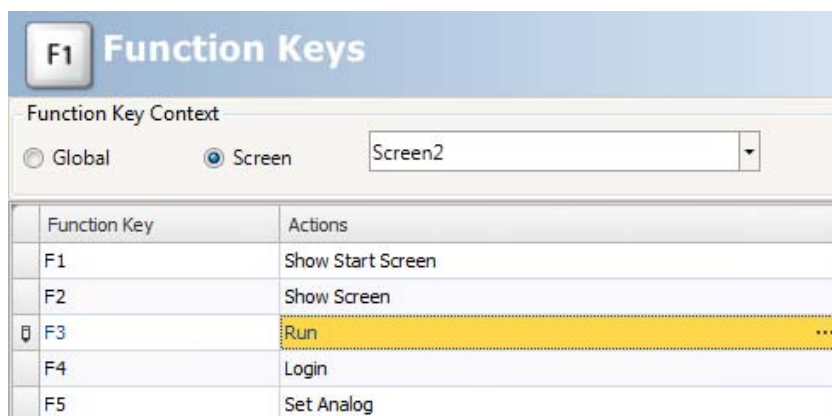 F1 Function Keys
Function Key Context
Global Screen Screen2
Function Key Actions
F1 Show Start Screen
F2 Show Screen
F3 Run ...
F4 Login
F5 Set Analog